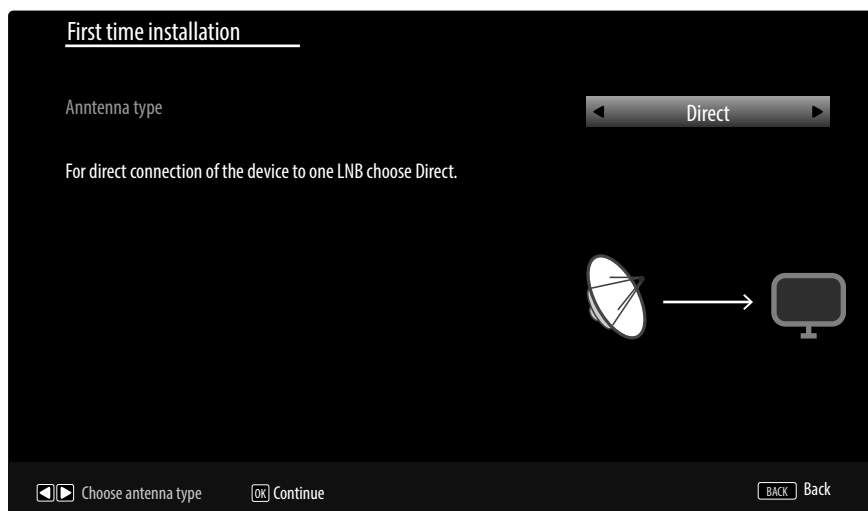 First time installation
Anntenna type
Direct
For direct connection of the device to one LNB choose Direct.
Choose antenna type OK Continue BACK Back